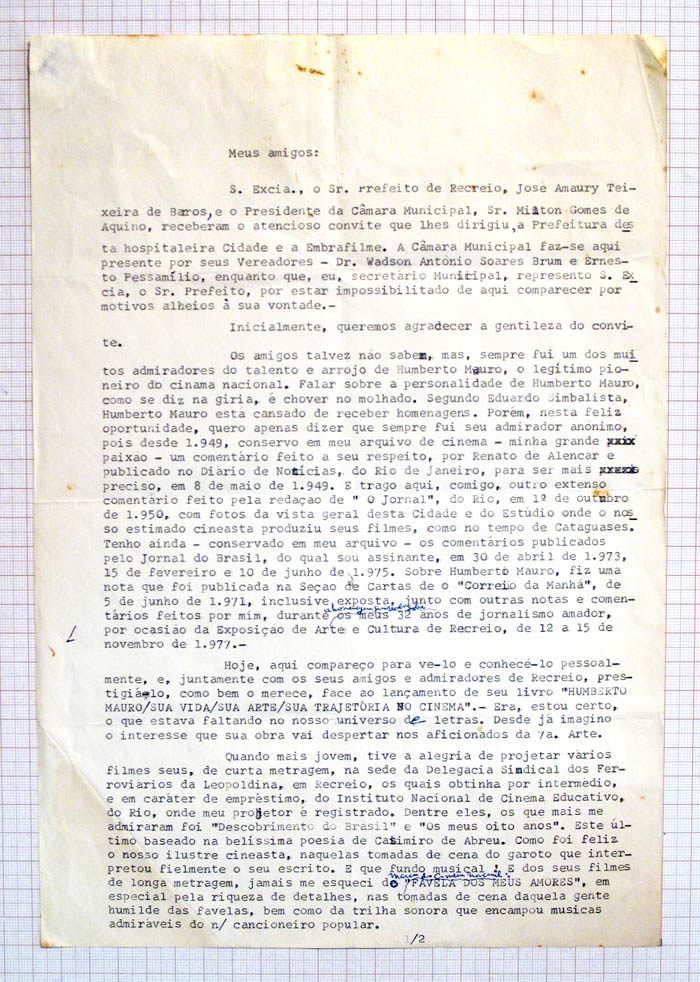 Meus amigos:
S. Excia., o Sr. Prefeito de Recreio, José Amaury Tei-
xeira de Baros, e o Presidente da Câmara Municipal, Sr. Milton Gomes de
Aquino, receberam o atencioso convite que lhes dirigiu, a Prefeitura des
ta hospitaleira Cidade e a Embrafilme. A Câmara Municipal faz-se aqui
presente por seus Vereadores - Dr. Wadson Antonio Soares Brum e Ernes-
to Pessamílio, enquanto que, eu, secretário Municipal, represento S. Ex
cia, o Sr. Prefeito, por estar impossibilitado de aqui comparecer por
motivos alheios à sua vontade.-
Inicialmente, queremos agradecer a gentileza do convi-
te.
Os amigos talvez não sabem, mas, sempre fui um dos mui
tos admiradores do talento e arrojo de Humberto Mauro, o legítimo pio-
neiro do cinama nacional. Falar sobre a personalidade de Humberto Mauro,
como se diz na gíria, é chover no molhado. Segundo Eduardo Simbalista,
Humberto Mauro está cansado de receber homenagens. Porém, nesta feliz
oportunidade, quero apenas dizer que sempre fui seu admirador anônimo,
pois desde 1.949, conservo em meu arquivo de cinema - minha grande xxix
paixão - um comentário feito a seu respeito, por Renato de Alencar e
publicado no Diário de Notícias, do Rio de Janeiro, para ser mais
preciso, em 8 de maio de 1.949. E trago aqui, comigo, outro extenso
comentário feito pela redação de " O Jornal", do Rio, em 1º de outubro
de 1.950, com fotos da vista geral desta Cidade e do Estúdio onde o nos
so estimado cineasta produziu seus filmes, como no tempo de Cataguases.
Tenho ainda - conservado em meu arquivo - os comentários publicados
pelo Jornal do Brasil, do qual sou assinante, em 30 de abril de 1.973,
15 de fevereiro e 10 de junho de 1.975. Sobre Humberto Mauro, fiz uma
nota que foi publicada na Seção de Cartas de o "Correio da Manhã", de
5 de junho de 1.971, inclusive exposta, junto com outras notas e comen-
tários feitos por mim, durante os meus 32 anos de jornalismo amador,
por ocasião da Exposição de Arte e Cultura de Recreio, de 12 a 15 de
novembro de 1.977.-
Hoje, aqui compareço para vê-lo e conhecê-lo pessoal-
mente, e, juntamente com os seus amigos e admiradores de Recreio, pres-
tigiá-lo, como bem o merece, face ao lançamento de seu livro "HUMBERTO
MAURO/SUA VIDA/SUA ARTE/SUA TRAJETÓRIA NO CINEMA".- Era, estou certo,
o que estava faltando no nosso universo de letras. Desde já imagino
o interesse que sua obra vai despertar nos aficionados da 7a. Arte.
Quando mais jovem, tive a alegria de projetar vários
filmes seus, de curta metragem, na sede da Delegacia Sindical dos Fer-
roviários da Leopoldina, em Recreio, os quais obtinha por intermédio,
e em caráter de empréstimo, do Instituto Nacional de Cinema Educativo,
do Rio, onde meu projetor é registrado. Dentre eles, os que mais me
admiraram foi "Descobrimento do Brasil" e "Os meus oito anos". Este úl-
timo baseado na belíssima poesia de Casimiro de Abreu. Como foi feliz
o nosso ilustre cineasta, naquelas tomadas de cena do garoto que inter-
pretou fielmente o seu escrito. E que fundo musical! E dos seus filmes
marco do cinema nacional:
de longa metragem, jamais me esqueci do "FAVELA DOS MEUS AMORES", em
especial pela riqueza de detalhes, nas tomadas de cena daquela gente
humilde das favelas, bem como da trilha sonora que encampou músicas
admiráveis do n/ cancioneiro popular.
1/2